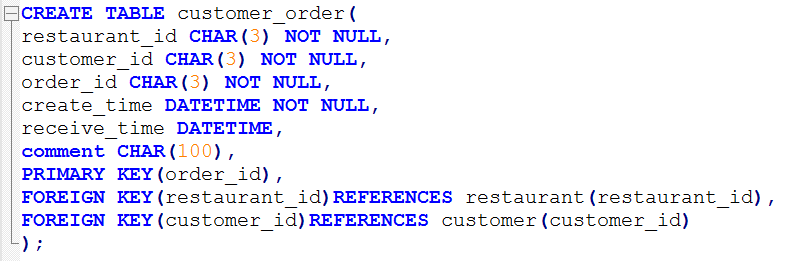 CREATE TABLE customer_order(
restaurant_id CHAR(3) NOT NULL,
customer_id CHAR(3) NOT NULL,
order_id CHAR(3) NOT NULL,
create_time DATETIME NOT NULL,
receive_time DATETIME,
comment CHAR(100),
PRIMARY KEY(order_id),
FOREIGN KEY(restaurant_id)REFERENCES restaurant(restaurant_id),
FOREIGN KEY(customer_id)REFERENCES customer(customer_id)
);